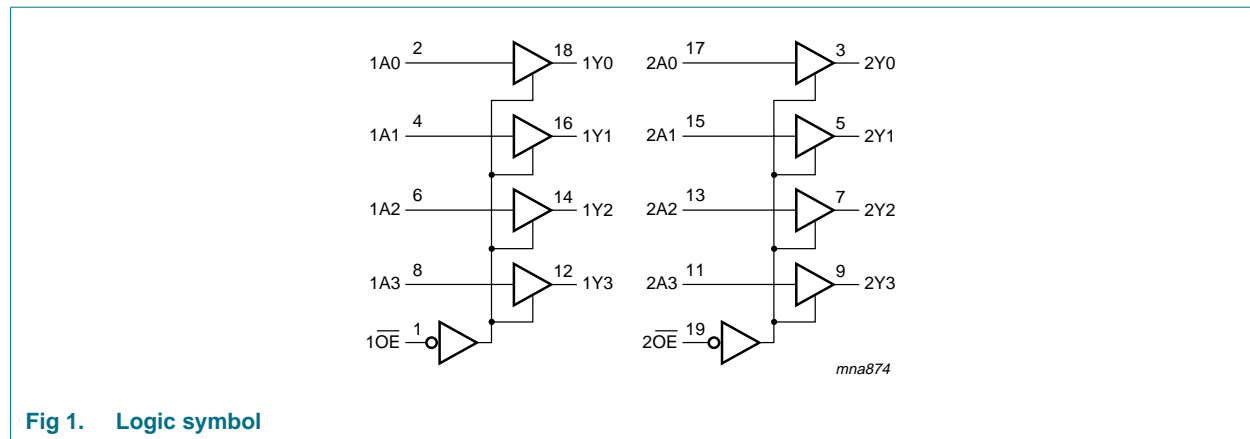 2 18 17 3
1A0 1Y0 2A0 2Y0
4 16 15 5
1A1 1Y1 2A1 2Y1
6 14 13 7
1A2 1Y2 2A2 2Y2
8 12 11 9
1A3 1Y3 2A3 2Y3
1O̅E̅ 1 2O̅E̅ 19
mna874
Fig 1. Logic symbol